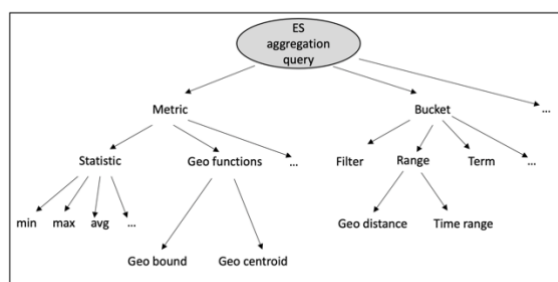 ES
aggregation
query
Metric
Bucket
...
Statistic
Geo functions
...
Filter
Range
Term
...
min
max
avg
...
Geo distance
Time range
Geo bound
Geo centroid